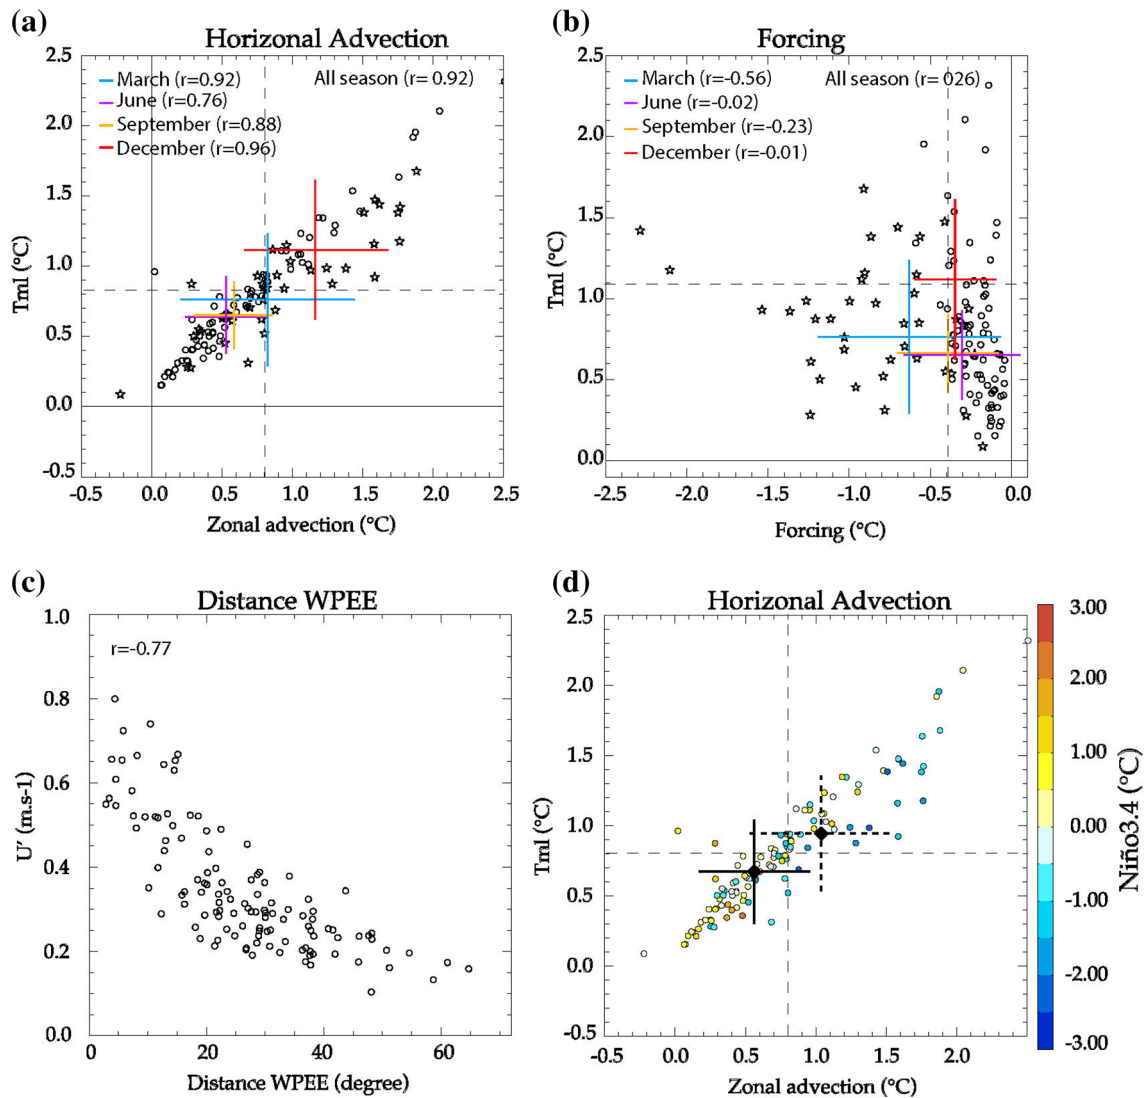 (a)
Horizonal Advection
2.5
2.0
1.5
1.0
0.5
0.0
-0.5
Tml (°C)
March (r=0.92)
June (r=0.76)
September (r=0.88)
December (r=0.96)
All season (r= 0.92)
-0.5 0.0 0.5 1.0 1.5 2.0 2.5
Zonal advection (°C)
(b)
Forcing
2.5
2.0
1.5
1.0
0.5
0.0
Tml (°C)
March (r=-0.56)
June (r=-0.02)
September (r=-0.23)
December (r=-0.01)
All season (r= 026)
-2.5 -2.0 -1.5 -1.0 -0.5 0.0
Forcing (°C)
(c)
Distance WPEE
1.0
0.8
0.6
0.4
0.2
0.0
U' (m.s-1)
r=-0.77
0 20 40 60
Distance WPEE (degree)
(d)
Horizonal Advection
2.5
2.0
1.5
1.0
0.5
0.0
-0.5
Tml (°C)
-0.5 0.0 0.5 1.0 1.5 2.0
Zonal advection (°C)
3.00
2.00
1.00
0.00
-1.00
-2.00
-3.00
Niño3.4 (°C)